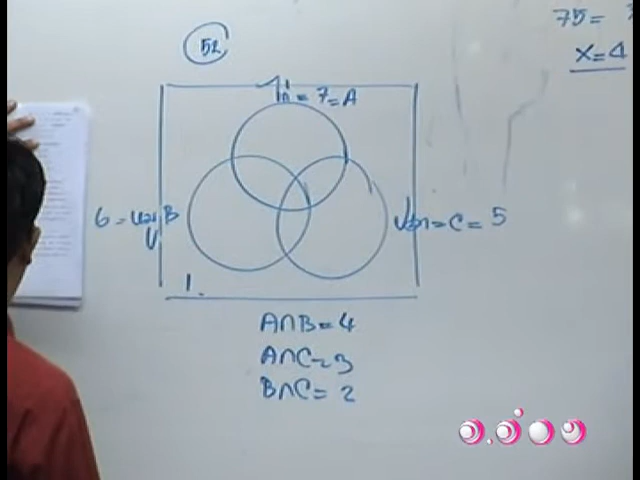 75 =
x = 4
52
= 7 = A
6 = B
= C = 5
1.
A∩B = 4
A∩C = 3
B∩C = 2